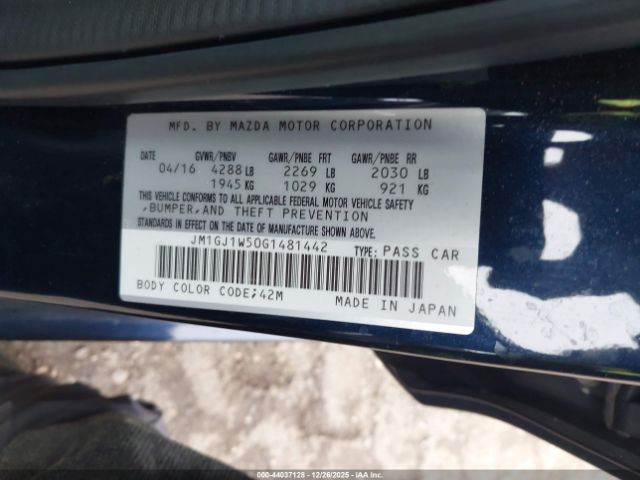 MFD. BY MAZDA MOTOR CORPORATION
DATE GVWR/PNBV GAWR/PNBE FRT GAWR/PNBE RR
04/16 4288 LB 2269 LB 2030 LB
1945 KG 1029 KG 921 KG
THIS VEHICLE CONFORMS TO ALL APPLICABLE FEDERAL MOTOR VEHICLE SAFETY
,BUMPER,AND THEFT PREVENTION
STANDARDS IN EFFECT ON THE DATE OF MANUFACTURE SHOWN ABOVE.
JM1GJ1W50G1481442 TYPE: PASS CAR
BODY COLOR CODE;42M MADE IN JAPAN
000-44037128 - 12/26/2025 - IAAI.COM